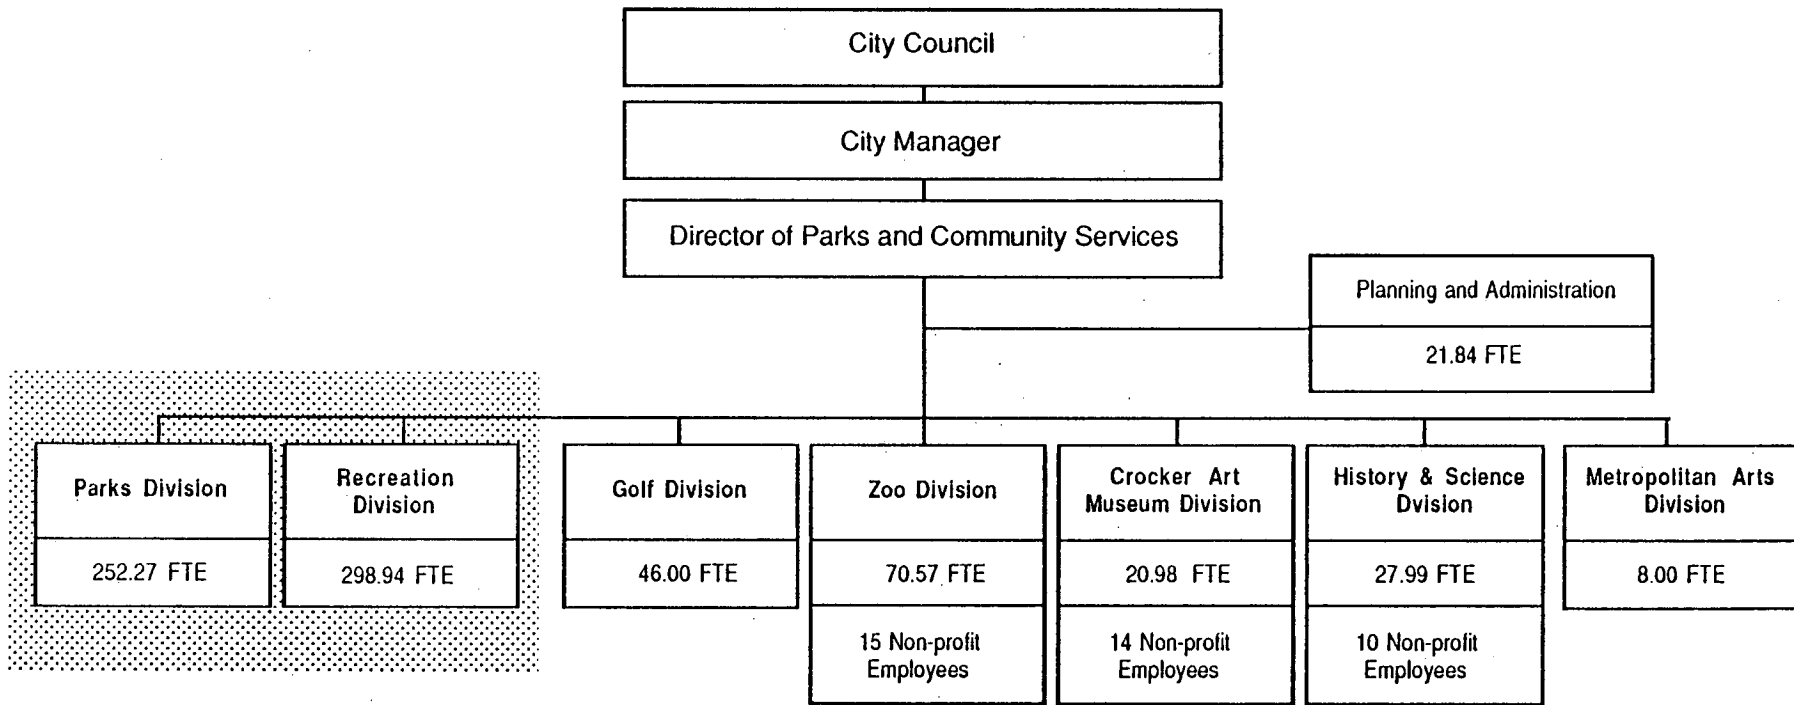 City Council
City Manager
Director of Parks and Community Services
Planning and Administration
21.84 FTE
Parks Division
252.27 FTE
Recreation
Division
298.94 FTE
Golf Division
46.00 FTE
Zoo Division
70.57 FTE
15 Non-profit
Employees
Crocker Art
Museum Division
20.98 FTE
14 Non-profit
Employees
History & Science
Dvision
27.99 FTE
10 Non-profit
Employees
Metropolitan Arts
Division
8.00 FTE